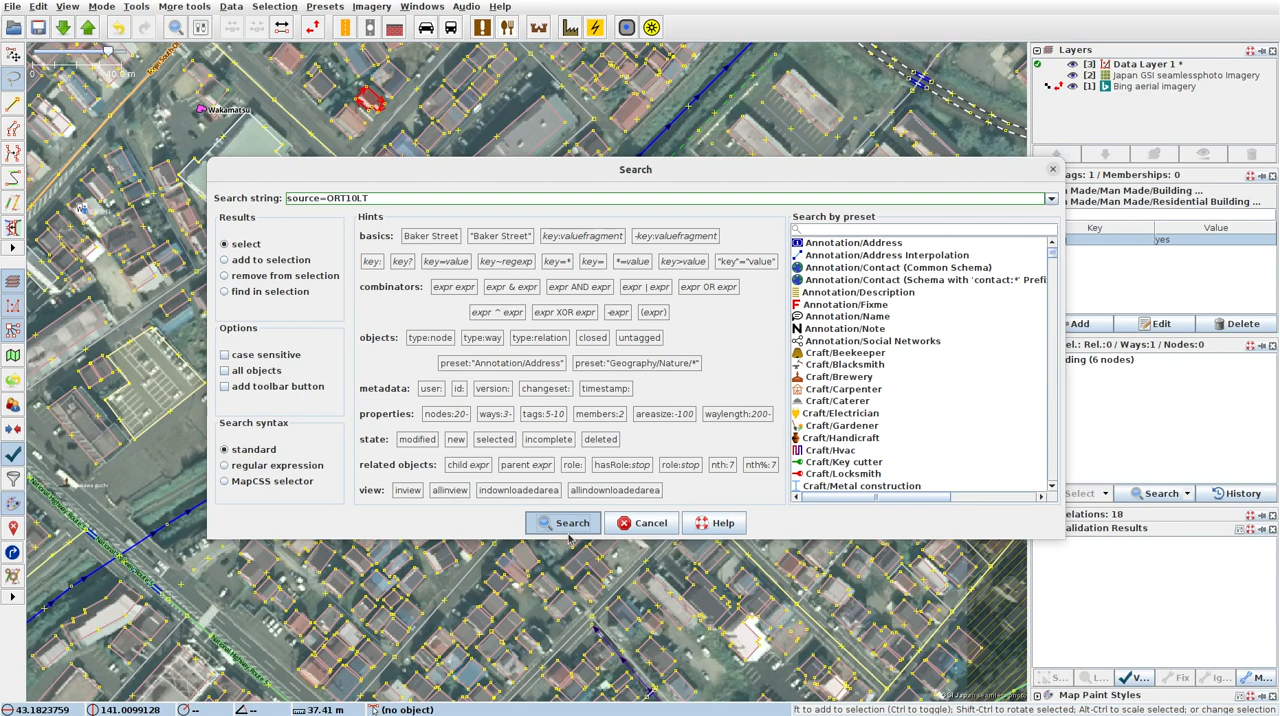 File Edit View Mode Tools More tools Data Selection Presets Imagery Windows Audio Help
0 40.0 m
Wakamatsu
Layers
[3] Data Layer 1 *
[2] Japan GSI seamlessphoto Imagery
[1] Bing aerial imagery
ags: 1 / Memberships: 0
Man Made/Man Made/Building ...
Man Made/Residential Building ...
Key Value
yes
Add Edit Delete
el.: Rel.:0 / Ways:1 / Nodes:0
ding (6 nodes)
Select Search History
elations: 18
Validation Results
S... L... V... Fix Ig... M...
Map Paint Styles
Search
Search string: source=ORT10LT
Results
select
add to selection
remove from selection
find in selection
Options
case sensitive
all objects
add toolbar button
Search syntax
standard
regular expression
MapCSS selector
Hints
basics: Baker Street "Baker Street" key:valuefragment -key:valuefragment
key: key? key=value key~regexp key=* key= *=value key>value "key"="value"
combinators: expr expr expr & expr expr AND expr expr | expr expr OR expr
expr ^ expr expr XOR expr -expr (expr)
objects: type:node type:way type:relation closed untagged
preset:"Annotation/Address" preset:"Geography/Nature/*"
metadata: user: id: version: changeset: timestamp:
properties: nodes:20- ways:3- tags:5-10 members:2 areasize:-100 waylength:200-
state: modified new selected incomplete deleted
related objects: child expr parent expr role: hasRole:stop role:stop nth:7 nth%:7
view: inview allinview indownloadedarea allindownloadedarea
Search by preset
Annotation/Address
Annotation/Address Interpolation
Annotation/Contact (Common Schema)
Annotation/Contact (Schema with 'contact:*' Prefi
Annotation/Description
Annotation/Fixme
Annotation/Name
Annotation/Note
Annotation/Social Networks
Craft/Beekeeper
Craft/Blacksmith
Craft/Brewery
Craft/Carpenter
Craft/Caterer
Craft/Electrician
Craft/Gardener
Craft/Handicraft
Craft/Hvac
Craft/Key cutter
Craft/Locksmith
Craft/Metal construction
Search Cancel Help
43.1823759 141.0099128 -- -- 37.41 m (no object) ft to add to selection (Ctrl to toggle); Shift-Ctrl to rotate selected; Alt-Ctrl to scale selected; or change selection